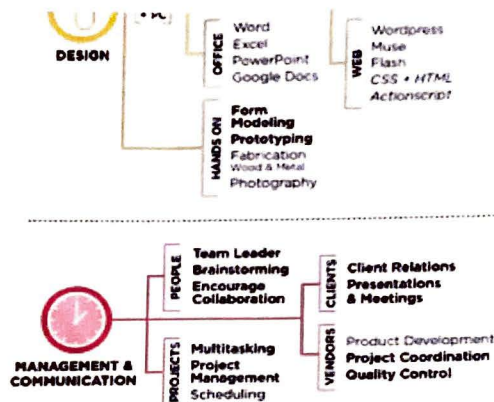 • PC
DESIGN
OFFICE
Word
Excel
PowerPoint
Google Docs
WEB
Wordpress
Muse
Flash
CSS + HTML
Actionscript
HANDS ON
Form
Modeling
Prototyping
Fabrication
Wood & Metal
Photography
MANAGEMENT &
COMMUNICATION
PEOPLE
Team Leader
Brainstorming
Encourage
Collaboration
CLIENTS
Client Relations
Presentations
& Meetings
PROJECTS
Multitasking
Project
Management
Scheduling
VENDORS
Product Development
Project Coordination
Quality Control